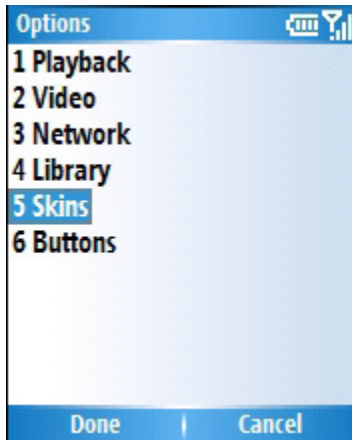 Options
1 Playback
2 Video
3 Network
4 Library
5 Skins
6 Buttons
Done Cancel